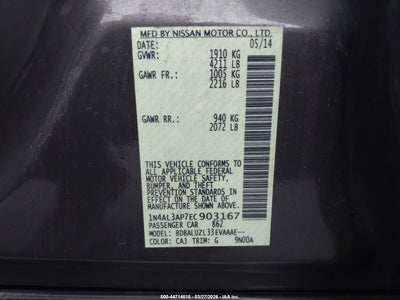 MFD BY NISSAN MOTOR CO., LTD.
DATE: 05/14
GVWR: 1910 KG
4211 LB
GAWR FR: 1005 KG
2216 LB
GAWR RR: 940 KG
2072 LB
THIS VEHICLE CONFORMS
TO ALL APPLICABLE FEDERAL
MOTOR VEHICLE SAFETY,
BUMPER, AND THEFT
PREVENTION STANDARDS
IN EFFECT ON THE DATE OF
MANUFACTURE SHOWN ABOVE.
1N4AL3AP7EC903167
PASSENGER CAR 862
MODEL: BDBALUZL33EVAAAE--
COLOR: CAJ TRIM: G 9N00A
000-44714515 - 03/27/2026 - IAA